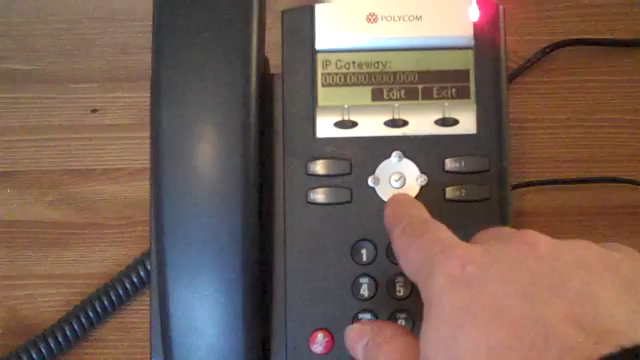 POLYCOM
IP Gateway:
000.000.000.000
Edit Exit
1
4 5